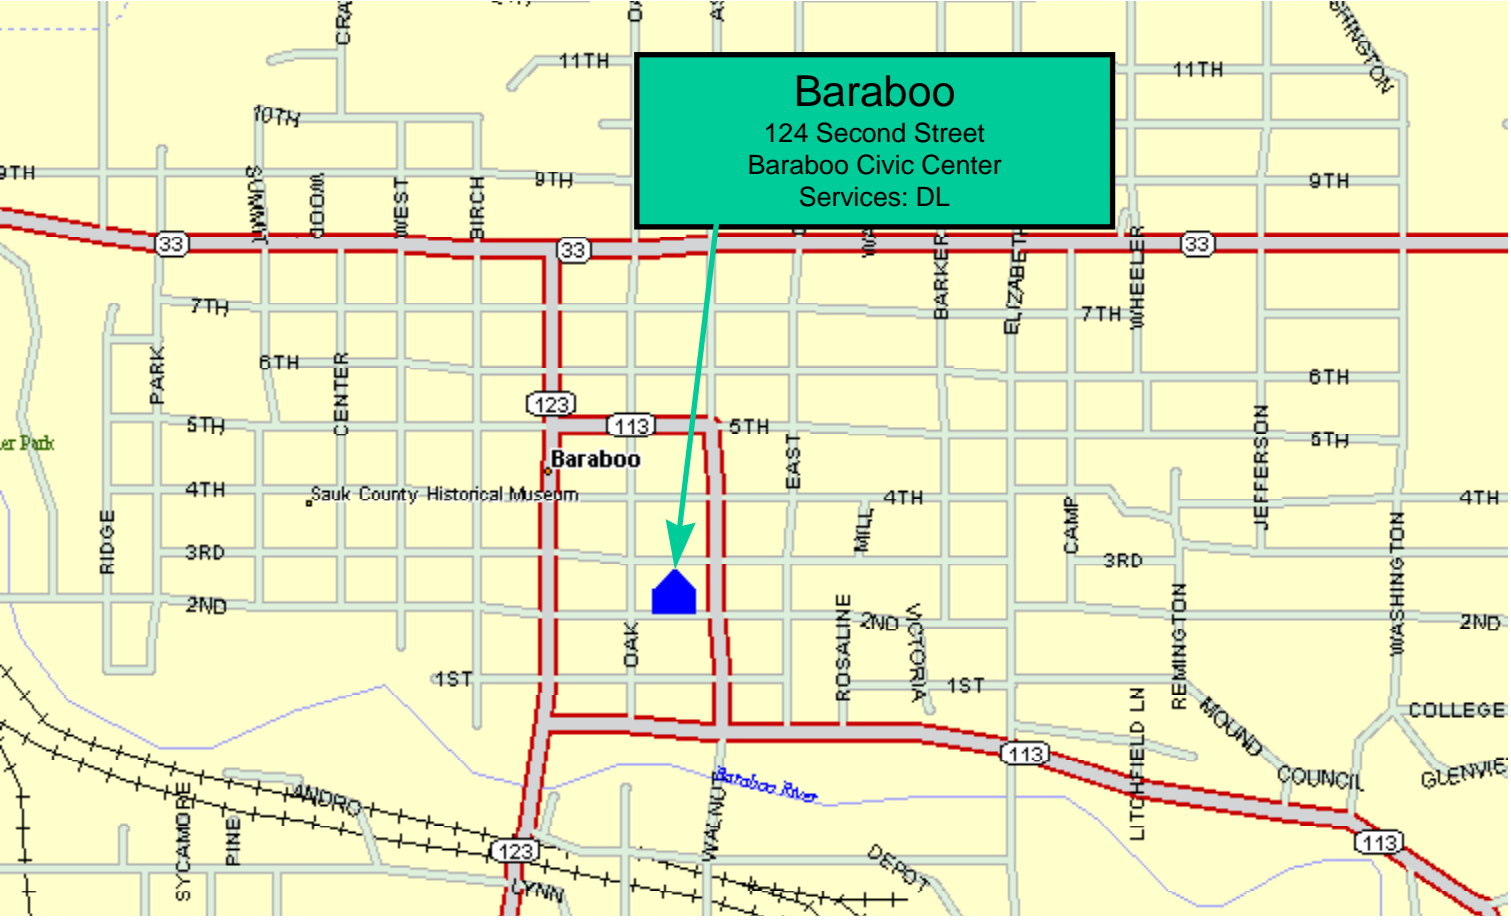 CRA
11TH
11TH
Baraboo
124 Second Street
Baraboo Civic Center
Services: DL
10TH
9TH
9TH
9TH
SUMMIT
WOOD
WEST
BIRCH
33
33
33
BARKER
ELIZABETH
WHEELER
7TH
7TH
PARK
6TH
CENTER
6TH
123
113
5TH
5TH
5TH
er Park
Baraboo
EAST
JEFFERSON
4TH
Sauk County Historical Museum
4TH
4TH
RIDGE
MILL
CAMP
WASHINGTON
3RD
3RD
2ND
2ND
2ND
OAK
ROSALINE
VICTORIA
REMINGTON
1ST
1ST
LITCHFIELD LN
MOUND
COLLEGE
113
COUNCIL
GLENVIE
Baraboo River
ANDRO
SYCAMORE
PINE
WALNUT
123
113
DEPOT
LYNN